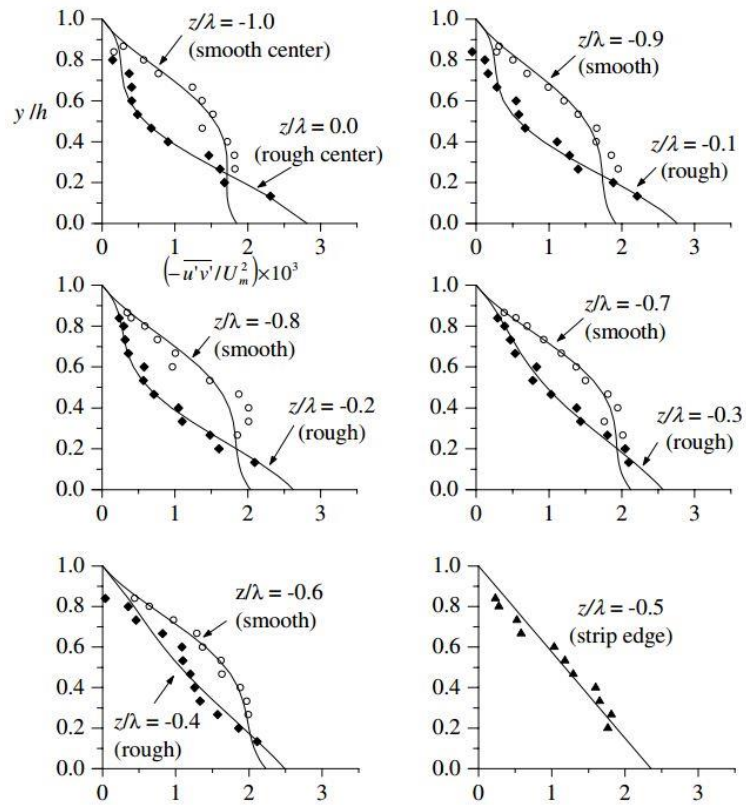 1.0
0.8
0.6
0.4
0.2
0.0
y/h
z/λ = -1.0
(smooth center)
z/λ = 0.0
(rough center)
0 1 2 3
(-u'v'/U_m^2)×10^3
1.0
0.8
0.6
0.4
0.2
0.0
z/λ = -0.9
(smooth)
z/λ = -0.1
(rough)
0 1 2 3
1.0
0.8
0.6
0.4
0.2
0.0
z/λ = -0.8
(smooth)
z/λ = -0.2
(rough)
0 1 2 3
1.0
0.8
0.6
0.4
0.2
0.0
z/λ = -0.7
(smooth)
z/λ = -0.3
(rough)
0 1 2 3
1.0
0.8
0.6
0.4
0.2
0.0
z/λ = -0.6
(smooth)
z/λ = -0.4
(rough)
0 1 2 3
1.0
0.8
0.6
0.4
0.2
0.0
z/λ = -0.5
(strip edge)
0 1 2 3